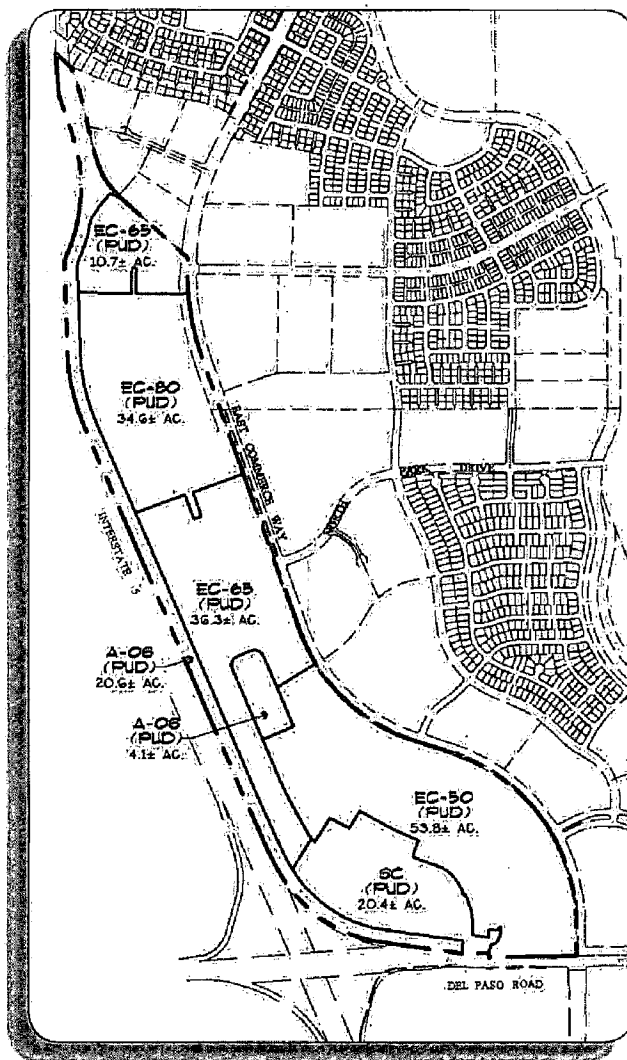 EC-65
(PUD)
10.7± AC.
EC-80
(PUD)
34.6± AC.
EAST COMMERCE WAY
PARK DRIVE
NORTH
INTERSTATE 5
EC-65
(PUD)
36.3± AC.
A-OS
(PUD)
20.6± AC.
A-OS
(PUD)
4.1± AC.
EC-50
(PUD)
53.8± AC.
SC
(PUD)
20.4± AC.
DEL PASO ROAD